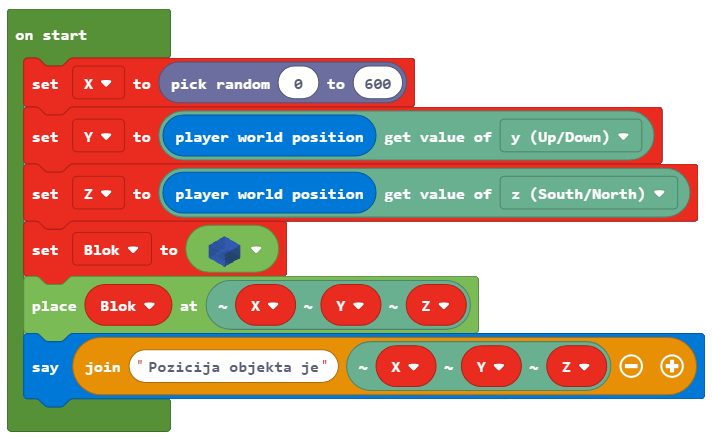 on start
set X to pick random 0 to 600
set Y to player world position get value of y (Up/Down)
set Z to player world position get value of z (South/North)
set Blok to
place Blok at ~ X ~ Y ~ Z
say join "Pozicija objekta je" ~ X ~ Y ~ Z